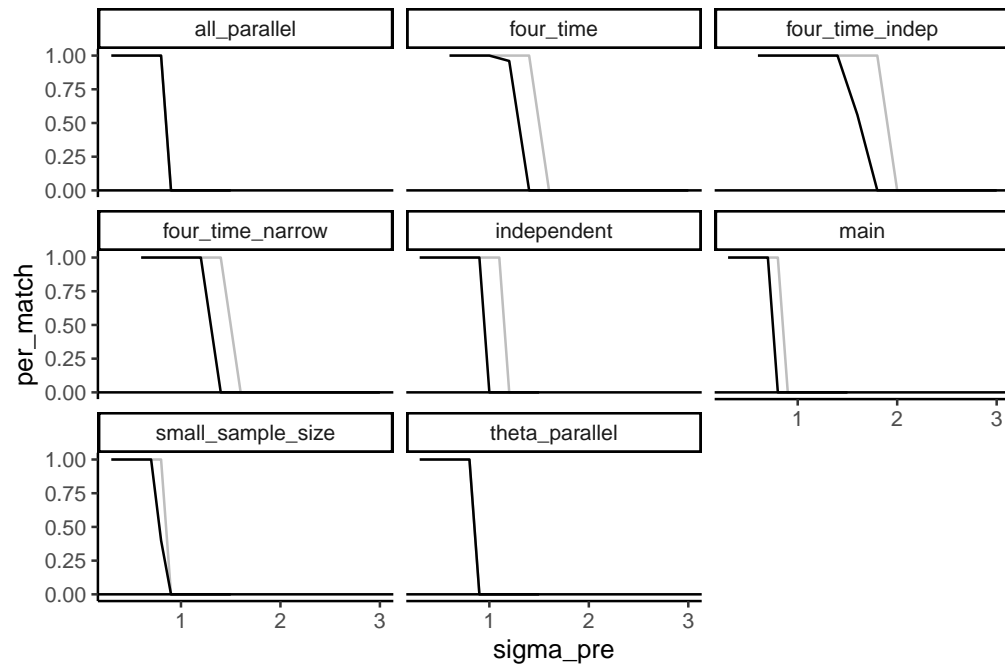 all_parallel four_time four_time_indep
1.00
0.75
0.50
0.25
0.00
four_time_narrow independent main
1.00
0.75
0.50
0.25
0.00
1 2 3
small_sample_size theta_parallel
1.00
0.75
0.50
0.25
0.00
1 2 3 1 2 3
per_match
sigma_pre